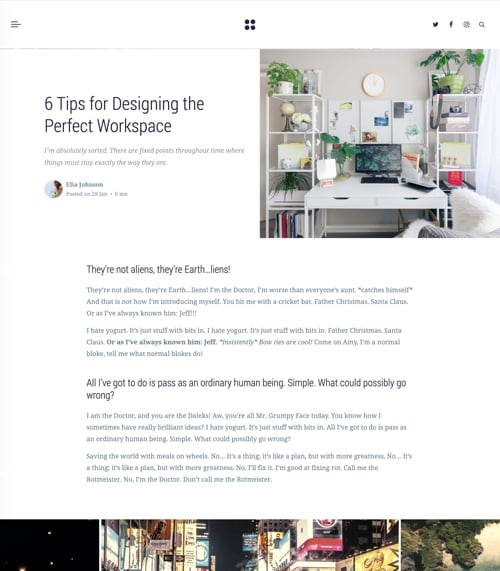 6 Tips for Designing the
Perfect Workspace
I'm absolutely sorted. There are fixed points throughout time where
things must stay exactly the way they are.
Elia Johnson
Posted on 28 Jan • 6 min
They're not aliens, they're Earth...liens!
They're not aliens, they're Earth...liens! I'm the Doctor, I'm worse than everyone's aunt. *catches himself*
And that is not how I'm introducing myself. You hit me with a cricket bat. Father Christmas. Santa Claus.
Or as I've always known him: Jeff!!!
I hate yogurt. It's just stuff with bits in. I hate yogurt. It's just stuff with bits in. Father Christmas. Santa
Claus. Or as I've always known him: Jeff. *Insistently* Bow ties are cool! Come on Amy, I'm a normal
bloke, tell me what normal blokes do!
All I've got to do is pass as an ordinary human being. Simple. What could possibly go
wrong?
I am the Doctor, and you are the Daleks! Aw, you're all Mr. Grumpy Face today. You know how I
sometimes have really brilliant ideas? I hate yogurt. It's just stuff with bits in. All I've got to do is pass as
an ordinary human being. Simple. What could possibly go wrong?
Saving the world with meals on wheels. No... It's a thing; it's like a plan, but with more greatness. No... It's
a thing; it's like a plan, but with more greatness. No, I'll fix it. I'm good at fixing rot. Call me the
Rotmeister. No, I'm the Doctor. Don't call me the Rotmeister.